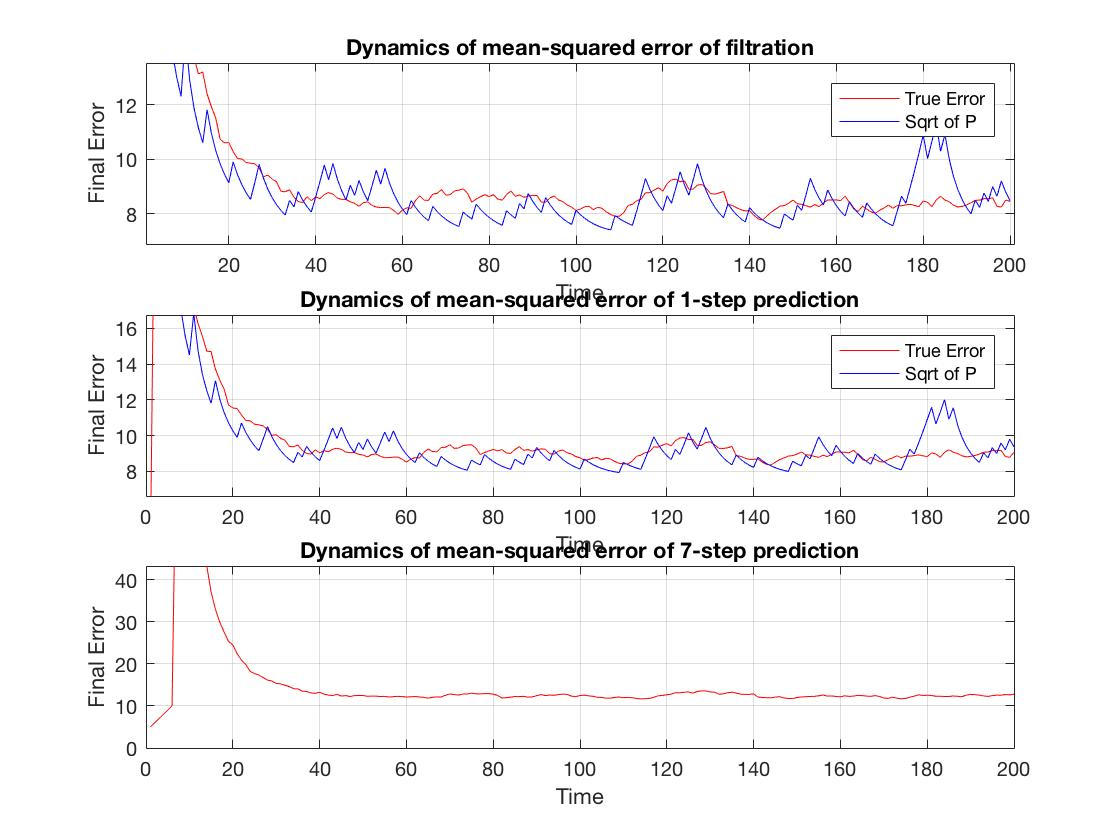 Dynamics of mean-squared error of filtration
Final Error
12
10
8
True Error
Sqrt of P
20 40 60 80 100 120 140 160 180 200
Time
Dynamics of mean-squared error of 1-step prediction
Final Error
16
14
12
10
8
True Error
Sqrt of P
0 20 40 60 80 100 120 140 160 180 200
Time
Dynamics of mean-squared error of 7-step prediction
Final Error
40
30
20
10
0
0 20 40 60 80 100 120 140 160 180 200
Time